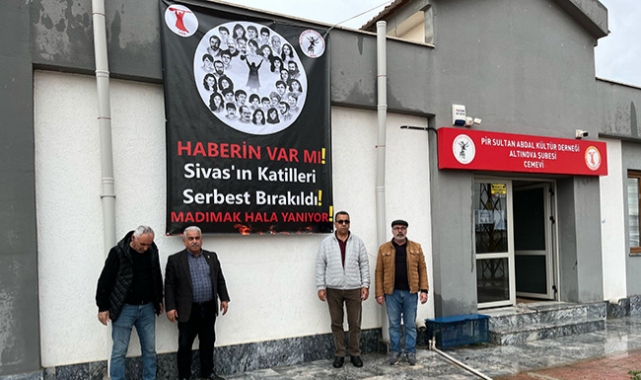 HABERİN VAR MI!
Sivas'ın Katilleri
Serbest Bırakıldı!
MADIMAK HALA YANIYOR!
PİR SULTAN ABDAL KÜLTÜR DERNEĞİ
ALTINOVA ŞUBESİ
CEMEVİ